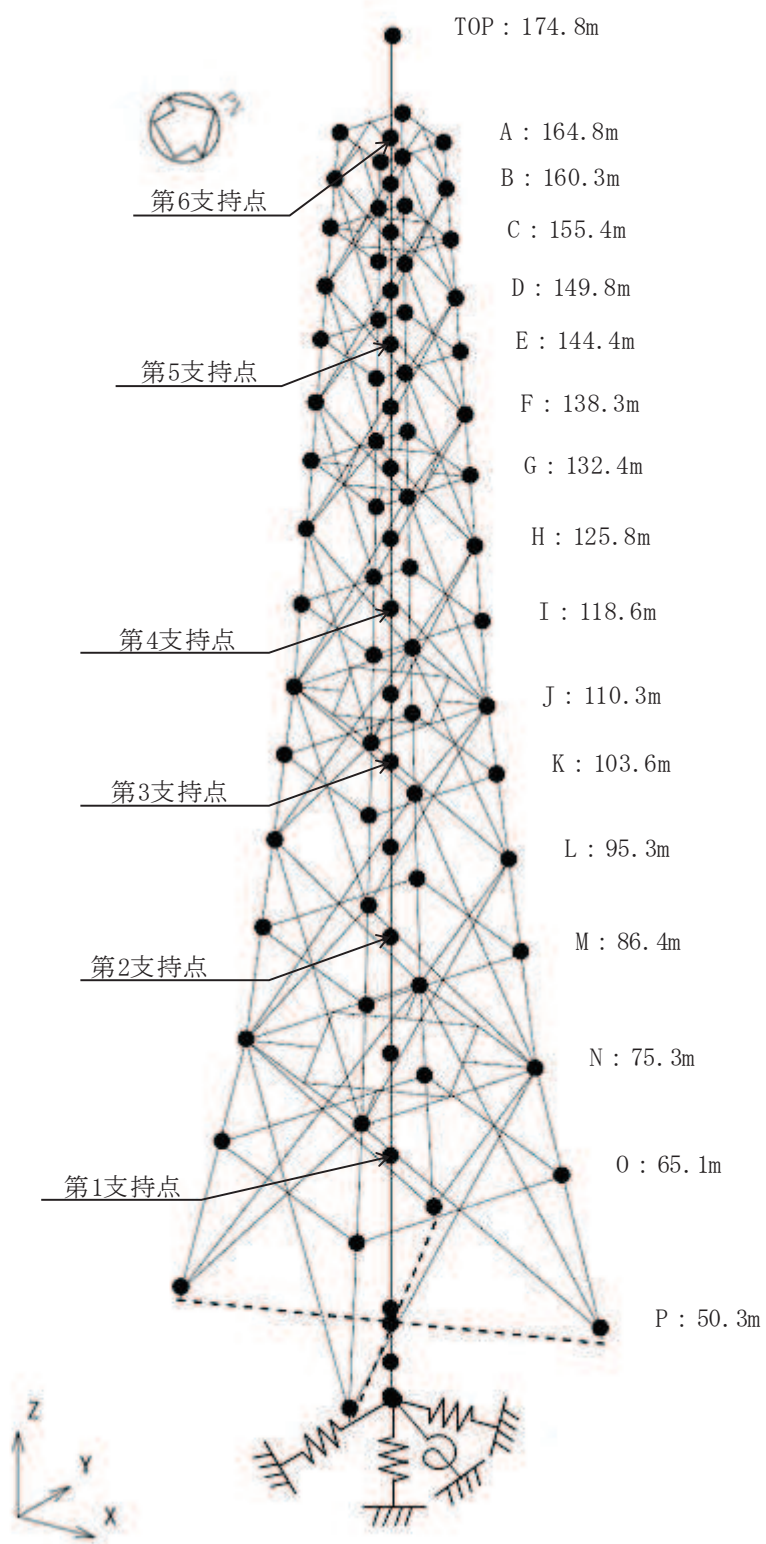 TOP : 174.8m
A : 164.8m
B : 160.3m
第6支持点
C : 155.4m
D : 149.8m
E : 144.4m
第5支持点
F : 138.3m
G : 132.4m
H : 125.8m
I : 118.6m
第4支持点
J : 110.3m
K : 103.6m
第3支持点
L : 95.3m
M : 86.4m
第2支持点
N : 75.3m
O : 65.1m
第1支持点
P : 50.3m
Z
Y
X